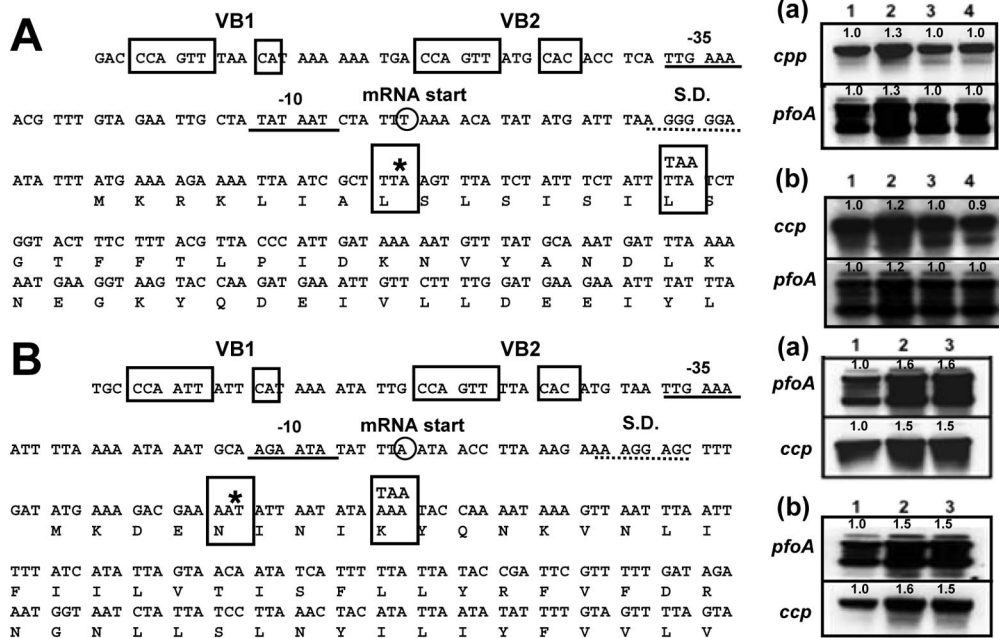 A
VB1 VB2
GAC CCA GTT TAA CAT AAA AAA TGA CCA GTT ATG CAC ACC TCA TTG AAA
-35
-10 mRNA start S.D.
ACG TTT GTA GAA TTG CTA TAT AAT CTA TTT AAA ACA TAT ATG ATT TAA GGG GGA
* TAA
ATA TTT ATG AAA AGA AAA TTA ATC GCT TTA AGT TTA TCT ATT TCT ATT TTA TCT
M K R K L I A L S L S I S I L S
GGT ACT TTC TTT ACG TTA CCC ATT GAT AAA AAT GTT TAT GCA AAT GAT TTA AAA
G T F F T L P I D K N V Y A N D L K
AAT GAA GGT AAG TAC CAA GAT GAA ATT GTT CTT TTG GAT GAA GAA ATT TAT TTA
N E G K Y Q D E I V L L D E E I Y L
B
VB1 VB2
-35
TGC CCA ATT ATT CAT AAA ATA TTG CCA GTT TTA CAC ATG TAA TTG AAA
-10 mRNA start S.D.
ATT TTA AAA ATA AAT GCA AGA ATA TAT TTA ATA ACC TTA AAG AAA AGG AGC TTT
* TAA
GAT ATG AAA GAC GAA AAT ATT AAT ATA AAA TAC CAA AAT AAA GTT AAT TTA ATT
M K D E N I N I K Y Q N K V N L I
TTT ATC ATA TTA GTA ACA ATA TCA TTT TTA TTA TAC CGA TTC GTT TTT GAT AGA
F I I L V T I S F L L Y R F V F D R
AAT GGT AAT CTA TTA TCC TTA AAC TAC ATA TTA ATA TAT TTT GTA GTT TTA GTA
N G N L L S L N Y I L I Y F V V L V
(a)
1 2 3 4
1.0 1.3 1.0 1.0
cpp
1.0 1.3 1.0 1.0
pfoA
(b)
1 2 3 4
1.0 1.2 1.0 0.9
ccp
1.0 1.2 1.0 1.0
pfoA
(a)
1 2 3
1.0 1.6 1.6
pfoA
1.0 1.5 1.5
ccp
(b)
1 2 3
1.0 1.5 1.5
pfoA
1.0 1.6 1.5
ccp